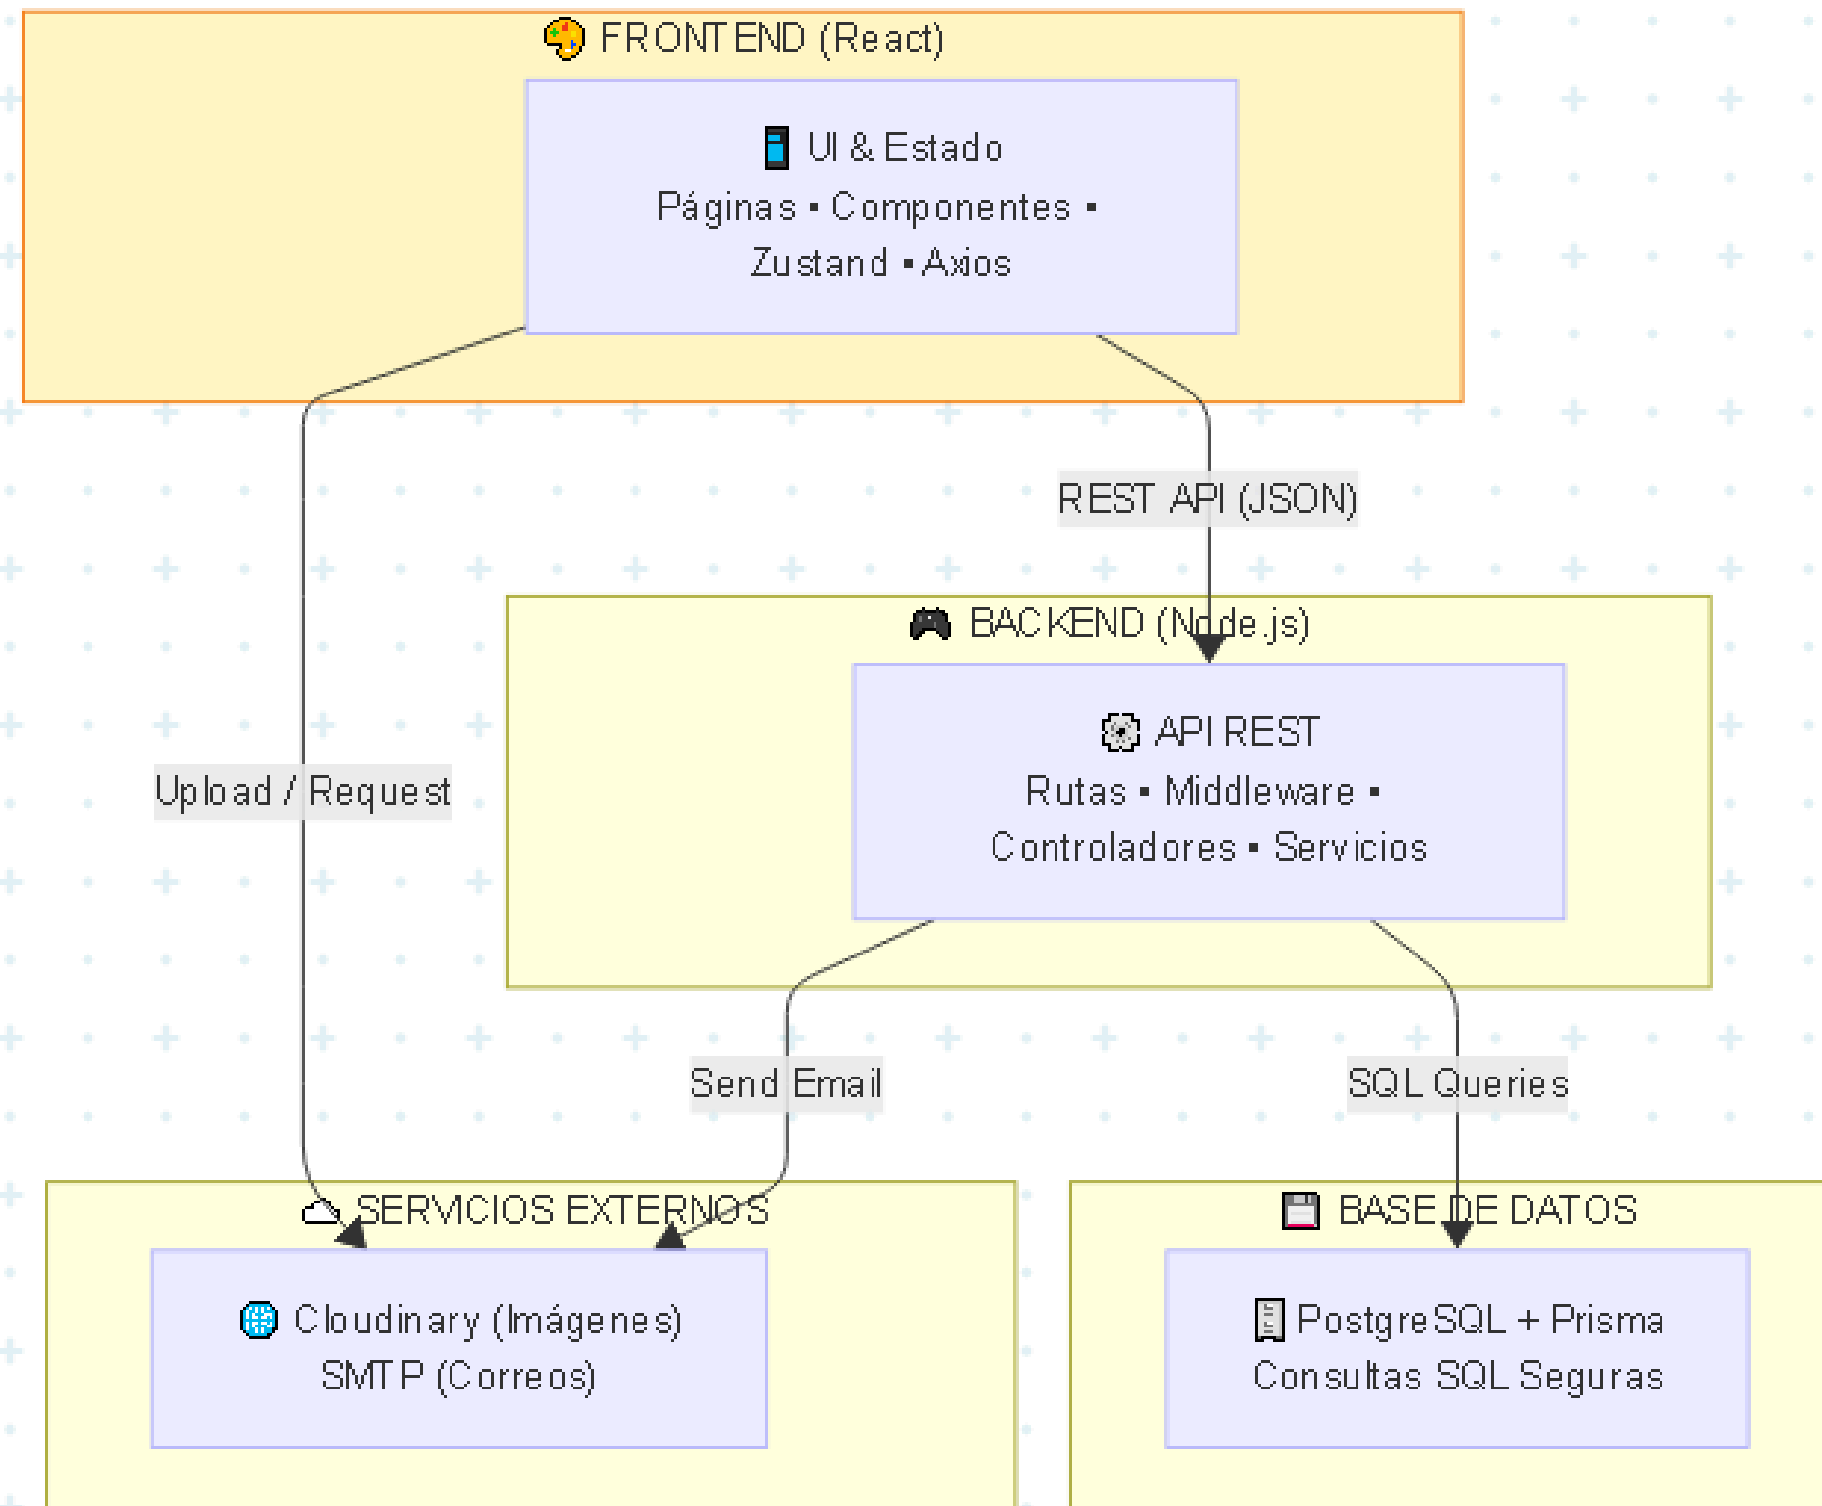 FRONTEND (React)
UI & Estado
Páginas ▪ Componentes ▪
Zustand ▪ Axios
REST API (JSON)
BACKEND (Node.js)
API REST
Rutas ▪ Middleware ▪
Controladores ▪ Servicios
Upload / Request
Send Email
SQL Queries
SERVICIOS EXTERNOS
Cloudinary (Imágenes)
SMTP (Correos)
BASE DE DATOS
PostgreSQL + Prisma
Consultas SQL Seguras